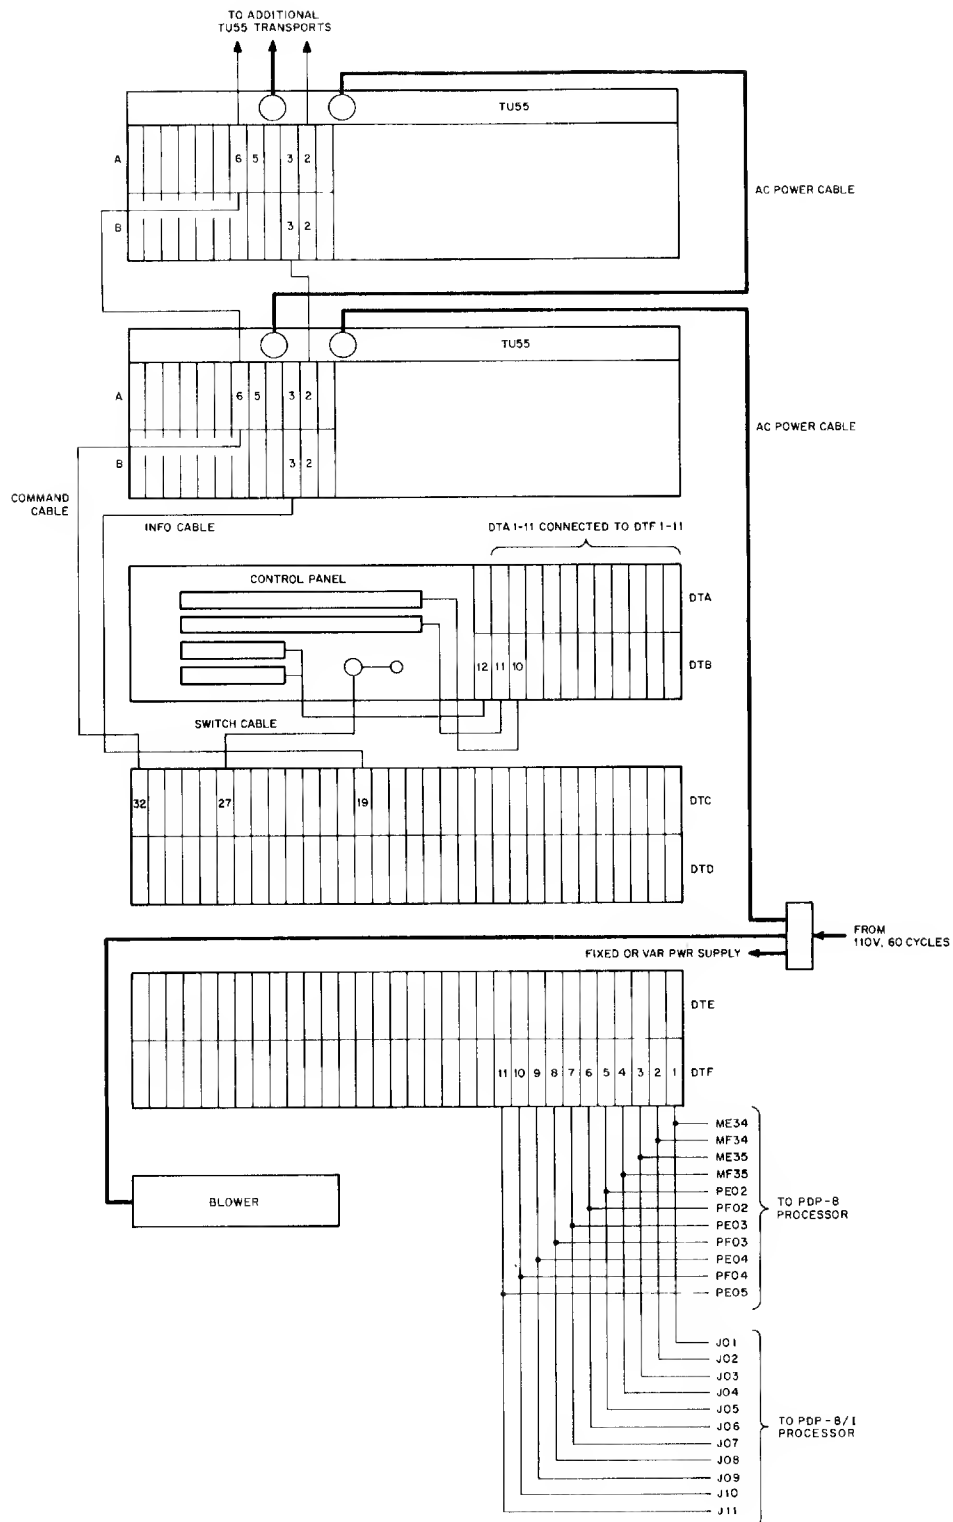 TO ADDITIONAL
TU55 TRANSPORTS
TU55
A 6 5 3 2
AC POWER CABLE
B 3 2
TU55
A 6 5 3 2
AC POWER CABLE
B 3 2
COMMAND
CABLE
INFO CABLE
DTA 1-11 CONNECTED TO DTF 1-11
CONTROL PANEL
DTA
12 11 10 DTB
SWITCH CABLE
32 27 19 DTC
DTD
FROM
110V, 60 CYCLES
FIXED OR VAR PWR SUPPLY
DTE
11 10 9 8 7 6 5 4 3 2 1 DTF
ME34
MF34
ME35
MF35
PE02
PF02
PE03
PF03
PE04
PF04
PE05
TO PDP-8
PROCESSOR
BLOWER
J01
J02
J03
J04
J05
J06
J07
J08
J09
J10
J11
TO PDP-8/I
PROCESSOR